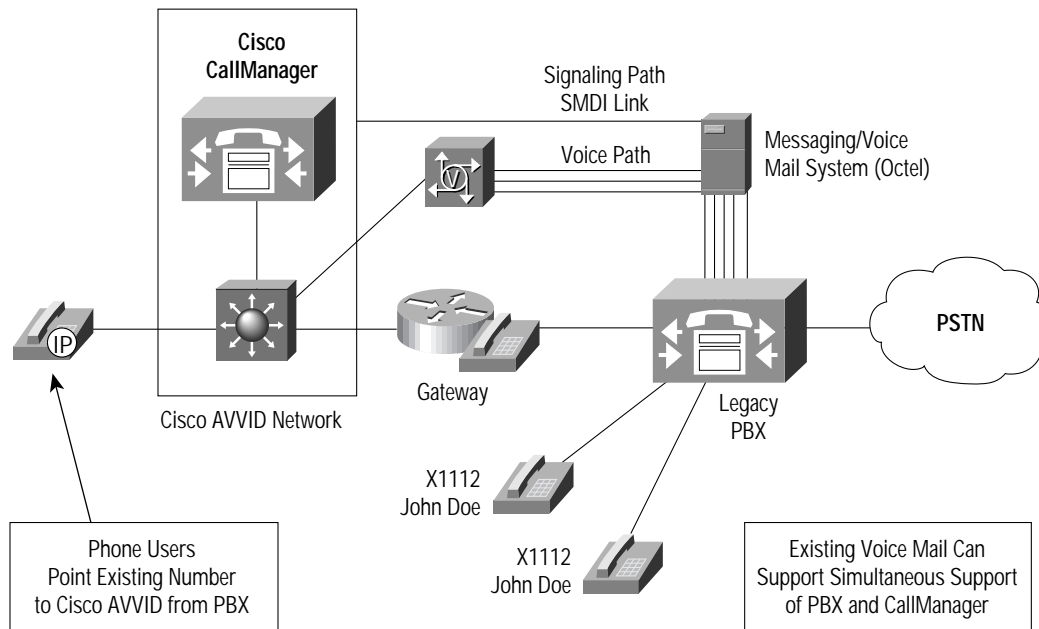 Cisco
CallManager
Signaling Path
SMDI Link
Voice Path
V
Messaging/Voice
Mail System (Octel)
IP
Gateway
Cisco AVVID Network
Legacy
PBX
PSTN
X1112
John Doe
X1112
John Doe
Phone Users
Point Existing Number
to Cisco AVVID from PBX
Existing Voice Mail Can
Support Simultaneous Support
of PBX and CallManager